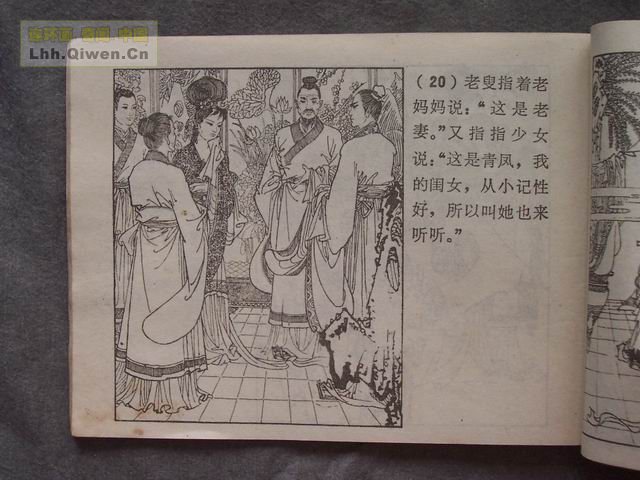 连环画 奇闻 中国
Lhh.Qiwen.Cn
（20）老叟指着老
妈妈说：“这是老
妻。”又指指少女
说：“这是青凤，我
的闺女，从小记性
好，所以叫她也来
听听。”